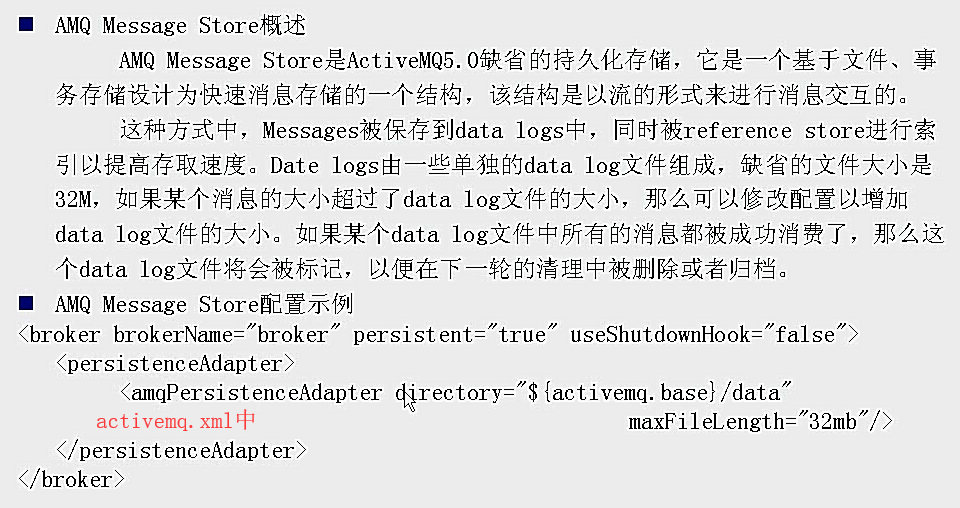 ■ AMQ Message Store概述
AMQ Message Store是ActiveMQ5.0缺省的持久化存储，它是一个基于文件、事
务存储设计为快速消息存储的一个结构，该结构是以流的形式来进行消息交互的。
这种方式中，Messages被保存到data logs中，同时被reference store进行索
引以提高存取速度。Date logs由一些单独的data log文件组成，缺省的文件大小是
32M，如果某个消息的大小超过了data log文件的大小，那么可以修改配置以增加
data log文件的大小。如果某个data log文件中所有的消息都被成功消费了，那么这
个data log文件将会被标记，以便在下一轮的清理中被删除或者归档。
■ AMQ Message Store配置示例
<broker brokerName="broker" persistent="true" useShutdownHook="false">
<persistenceAdapter>
<amqPersistenceAdapter directory="${activemq.base}/data"
activemq.xml中 maxFileLength="32mb"/>
</persistenceAdapter>
</broker>